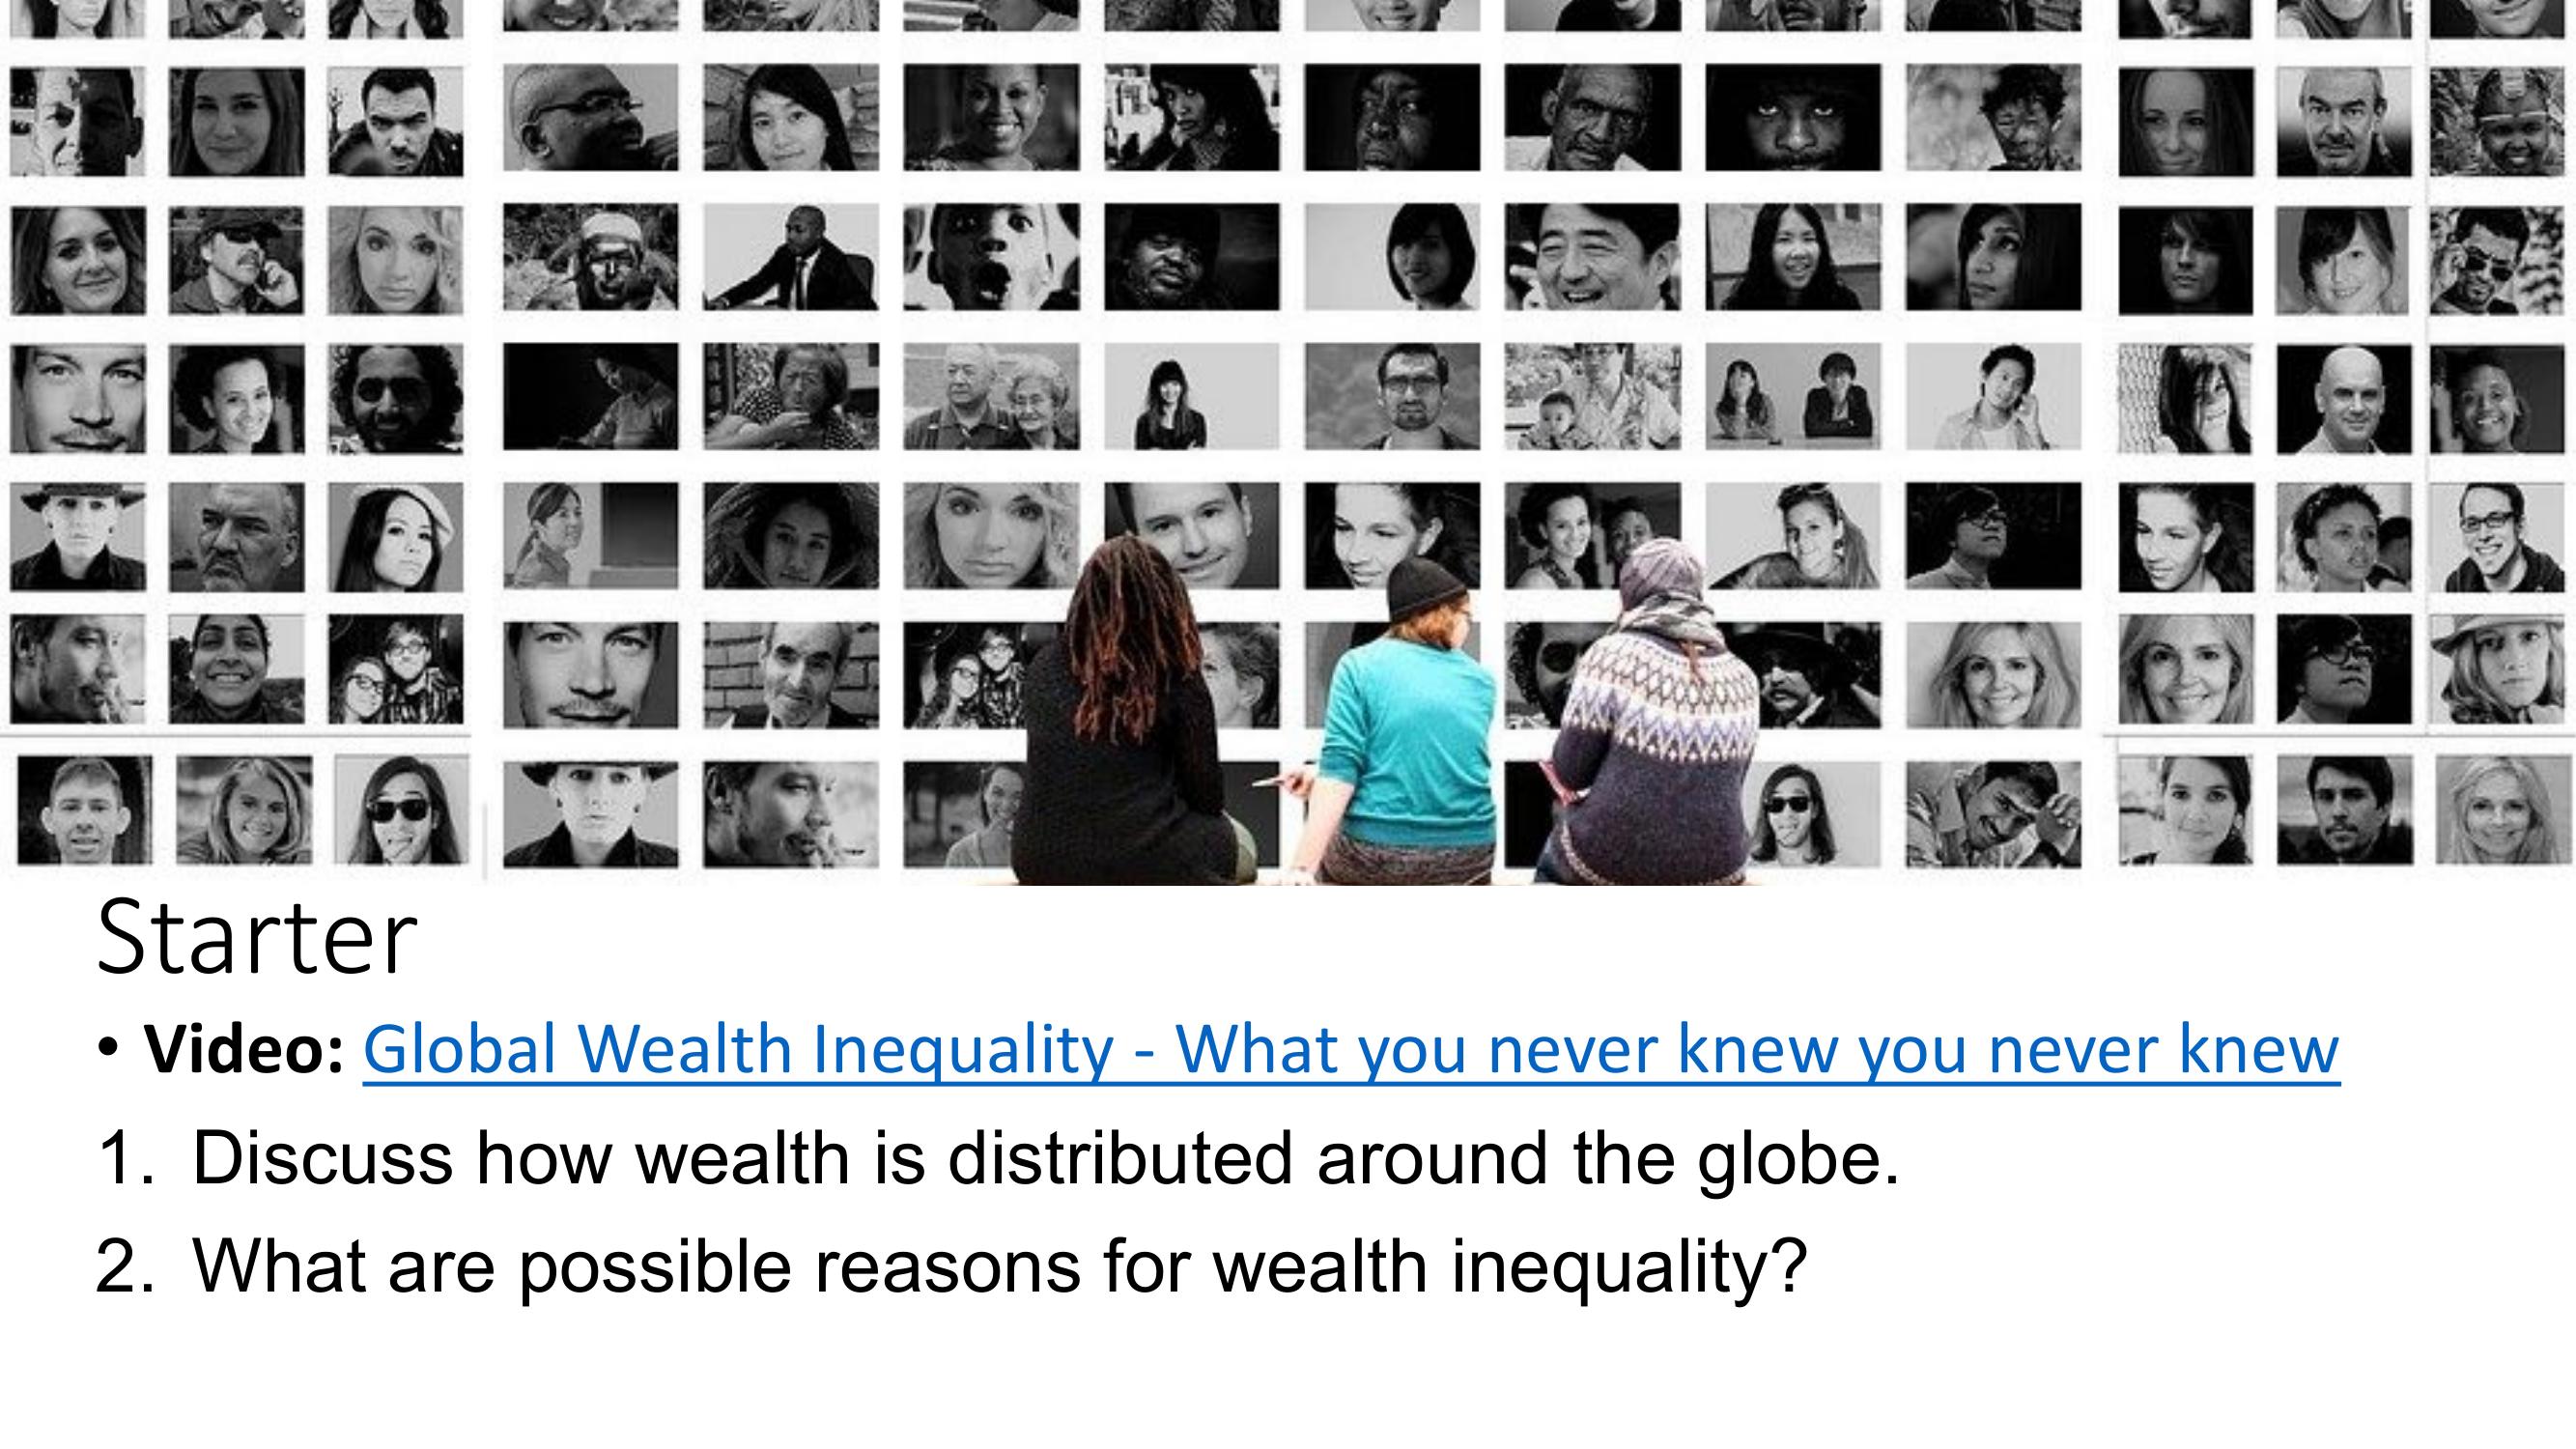 Starter
• Video: Global Wealth Inequality - What you never knew you never knew
1. Discuss how wealth is distributed around the globe.
2. What are possible reasons for wealth inequality?